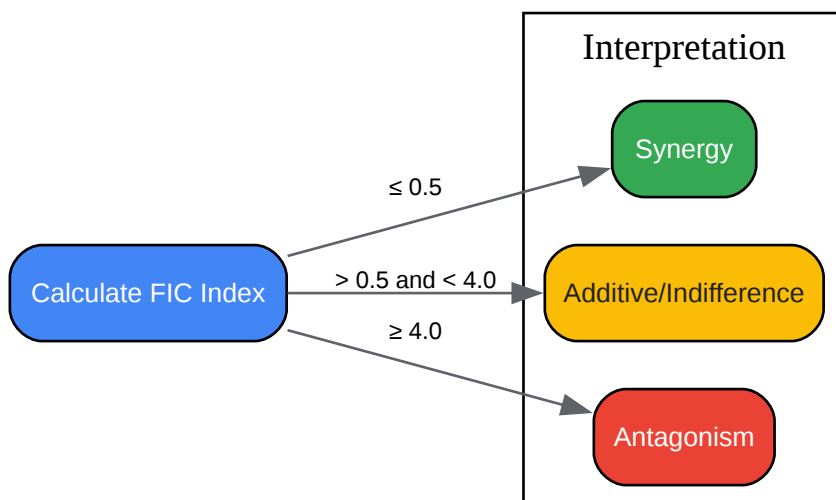 Interpretation
Synergy
≤ 0.5
Calculate FIC Index
> 0.5 and < 4.0
Additive/Indifference
≥ 4.0
Antagonism